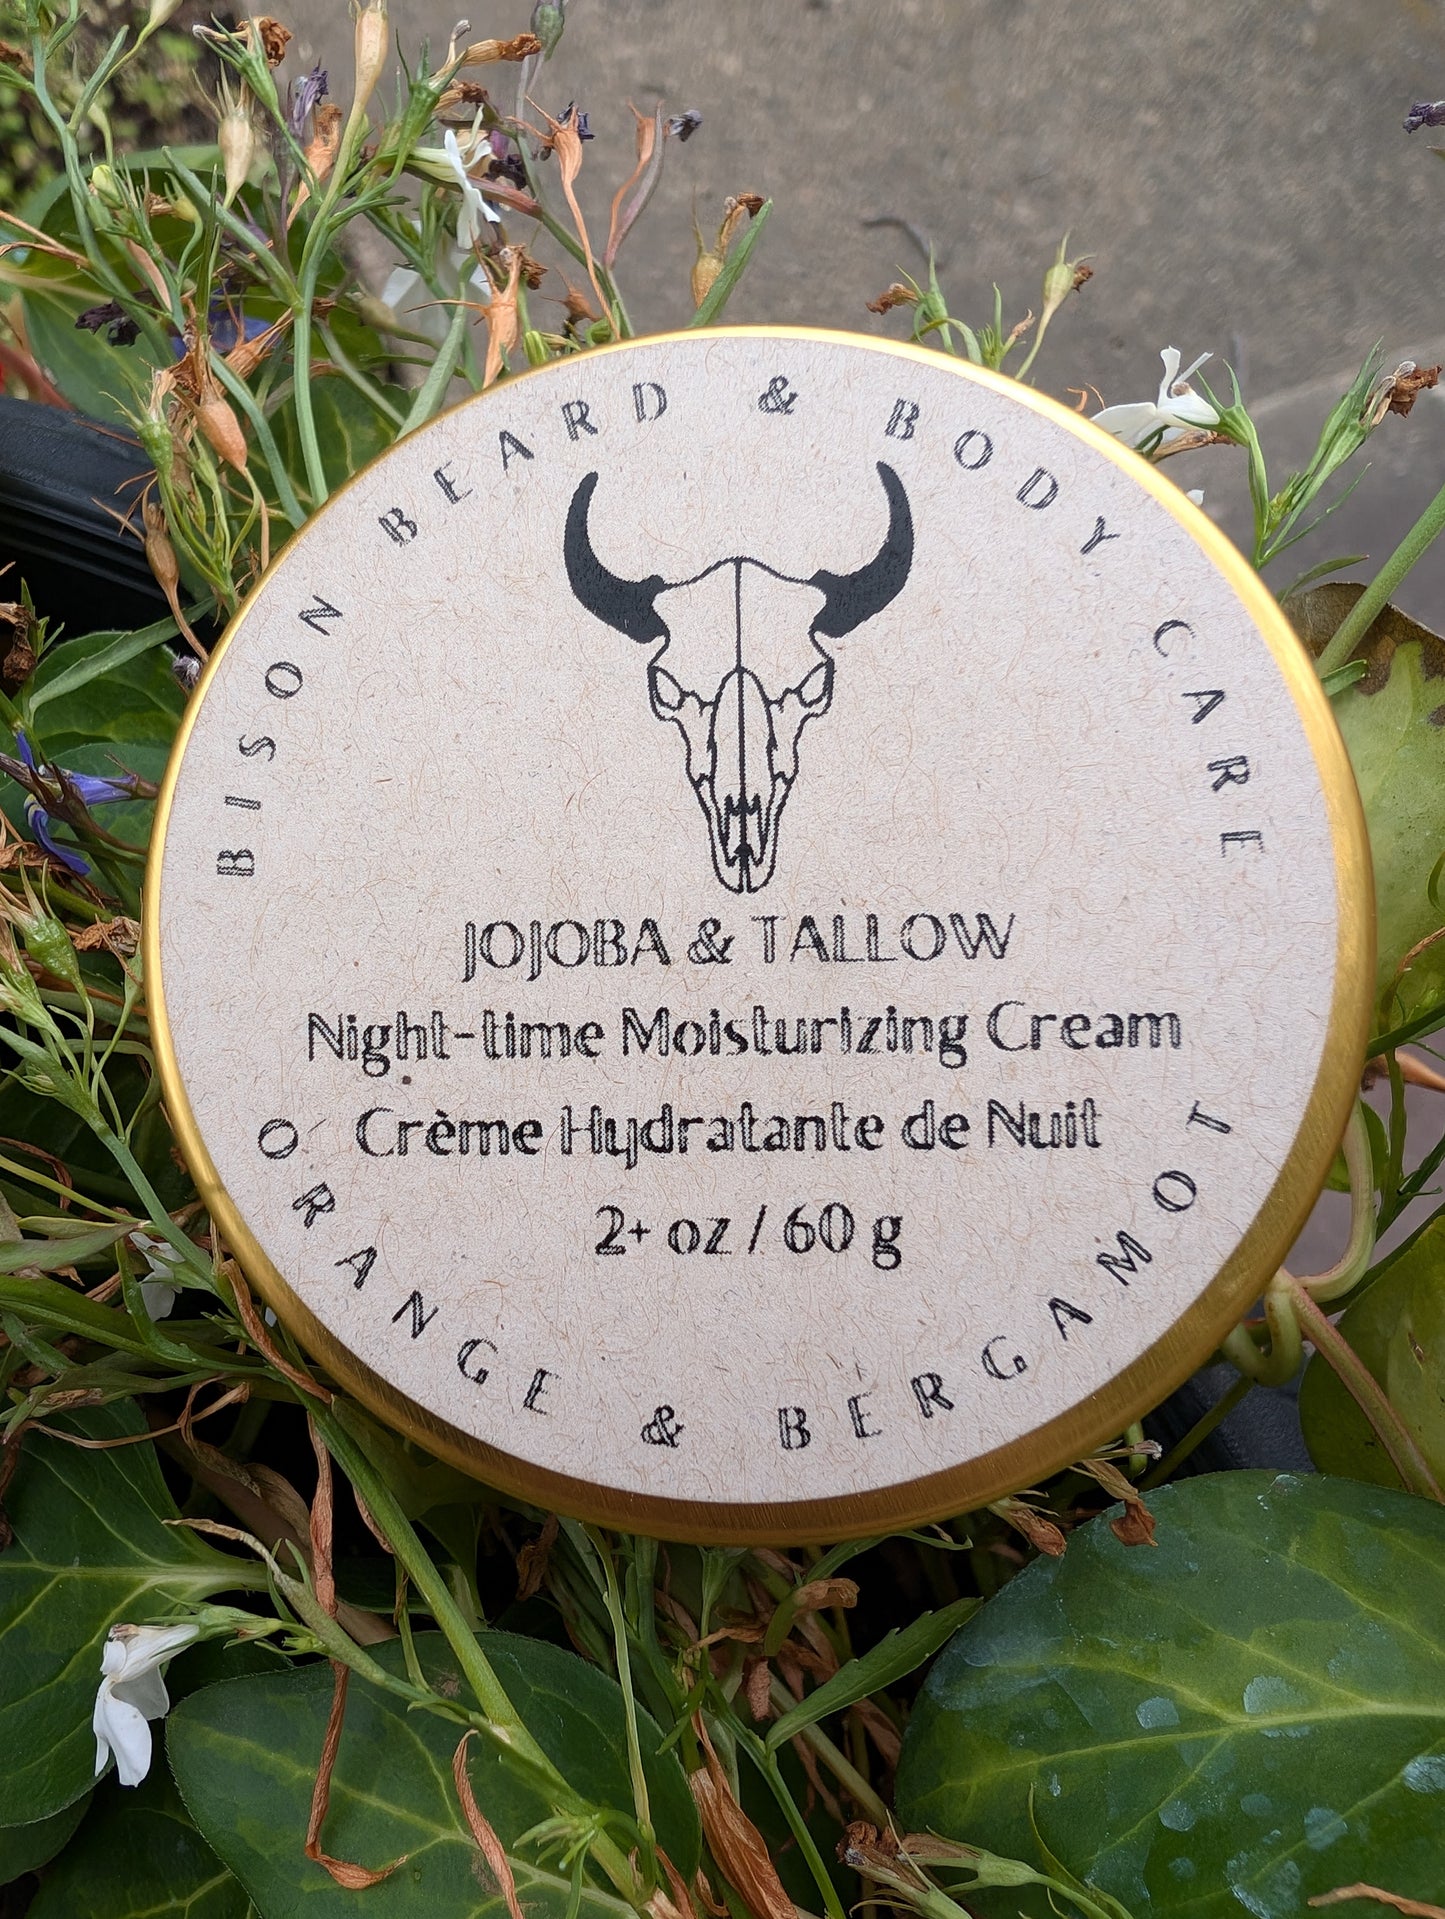 BISON BEARD & BODY CARE
JOJOBA & TALLOW
Night-time Moisturizing Cream
Crème Hydratante de Nuit
2+ oz / 60 g
ORANGE & BERGAMOT